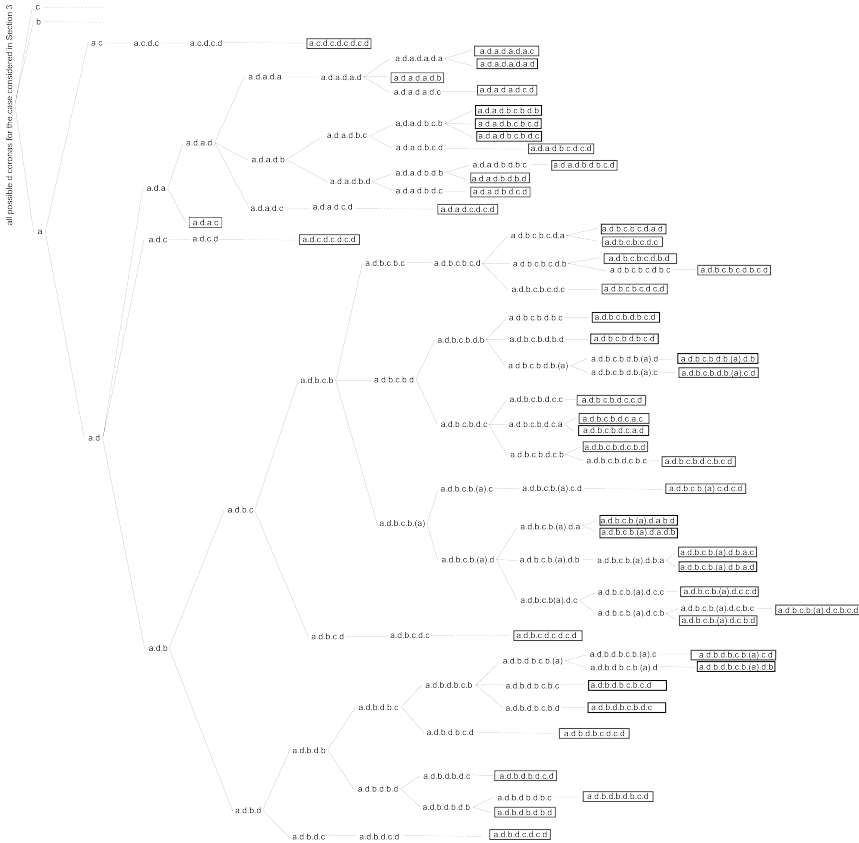 all possible d coronas for the case considered in Section 3
c
b
a.c
a.c.d.c
a.c.d.c.d
a.c.d.c.d.c.d.c.d
a.d.a.d.a
a.d.a.d.a.d
a.d.a.d.a.d.a
a.d.a.d.a.d.a.c
a.d.a.d.a.d.a.d
a.d.a.d.a.d.b
a.d.a.d.a.d.c
a.d.a.d.a.d.c.d
a.d.a.d
a.d.a.d.b
a.d.a.d.b.c
a.d.a.d.b.c.b
a.d.a.d.b.c.b.d.b
a.d.a.d.b.c.b.c.d
a.d.a.d.b.c.b.d.c
a.d.a.d.b.c.d
a.d.a.d.b.c.d.c.d
a.d.a.d.b.d
a.d.a.d.b.d.b
a.d.a.d.b.d.b.c
a.d.a.d.b.d.b.c.d
a.d.a.d.b.d.b.d
a.d.a.d.b.d.c
a.d.a.d.b.d.c.d
a.d.a
a.d.a.d.c
a.d.a.d.c.d
a.d.a.d.c.d.c.d
a.d.a.c
a
a.d.c
a.d.c.d
a.d.c.d.c.d.c.d
a.d.b.c.b.c
a.d.b.c.b.c.d
a.d.b.c.b.c.d.a
a.d.b.c.b.c.d.a.d
a.d.b.c.b.c.d.c
a.d.b.c.b.c.d.b
a.d.b.c.b.c.d.b.d
a.d.b.c.b.c.d.b.c
a.d.b.c.b.c.d.b.c.d
a.d.b.c.b.c.d.c
a.d.b.c.b.c.d.c.d
a.d.b.c.b
a.d.b.c.b.d
a.d.b.c.b.d.b
a.d.b.c.b.d.b.c
a.d.b.c.b.d.b.c.d
a.d.b.c.b.d.b.d
a.d.b.c.b.d.b.c.d
a.d.b.c.b.d.b.(a)
a.d.b.c.b.d.b.(a).d
a.d.b.c.b.d.b.(a).d.b
a.d.b.c.b.d.b.(a).c
a.d.b.c.b.d.b.(a).c.d
a.d.b.c.b.d.c
a.d.b.c.b.d.c.c
a.d.b.c.b.d.c.c.d
a.d.b.c.b.d.c.a
a.d.b.c.b.d.c.a.c
a.d.b.c.b.d.c.a.d
a.d.b.c.b.d.c.b
a.d.b.c.b.d.c.b.d
a.d.b.c.b.d.c.b.c
a.d.b.c.b.d.c.b.c.d
a.d
a.d.b.c
a.d.b.c.b.(a)
a.d.b.c.b.(a).c
a.d.b.c.b.(a).c.d
a.d.b.c.b.(a).c.d.c.d
a.d.b.c.b.(a).d
a.d.b.c.b.(a).d.a
a.d.b.c.b.(a).d.a.b.d
a.d.b.c.b.(a).d.a.d.b
a.d.b.c.b.(a).d.b
a.d.b.c.b.(a).d.b.a
a.d.b.c.b.(a).d.b.a.c
a.d.b.c.b.(a).d.b.a.d
a.d.b.c.b(a).d.c
a.d.b.c.b.(a).d.c.c
a.d.b.c.b.(a).d.c.c.d
a.d.b.c.b.(a).d.c.b
a.d.b.c.b.(a).d.c.b.c
a.d.b.c.b.(a).d.c.b.c.d
a.d.b.c.b.(a).d.c.b.d
a.d.b.c.d
a.d.b.c.d.c
a.d.b.c.d.c.d.c.d
a.d.b
a.d.b.d.b.c.b.(a)
a.d.b.d.b.c.b.(a).c
a.d.b.d.b.c.b.(a).c.d
a.d.b.d.b.c.b.(a).d
a.d.b.d.b.c.b.(a).d.b
a.d.b.d.b.c.b
a.d.b.d.b.c.b.c
a.d.b.d.b.c.b.c.d
a.d.b.d.b.c
a.d.b.d.b.c.b.d
a.d.b.d.b.c.b.d.c
a.d.b.d.b.c.d
a.d.b.d.b.c.d.c.d
a.d.b.d.b
a.d.b.d.b.d
a.d.b.d.b.d.c
a.d.b.d.b.d.c.d
a.d.b.d.b.d.b
a.d.b.d.b.d.b.c
a.d.b.d.b.d.b.c.d
a.d.b.d.b.d.b.d
a.d.b.d
a.d.b.d.c
a.d.b.d.c.d
a.d.b.d.c.d.c.d